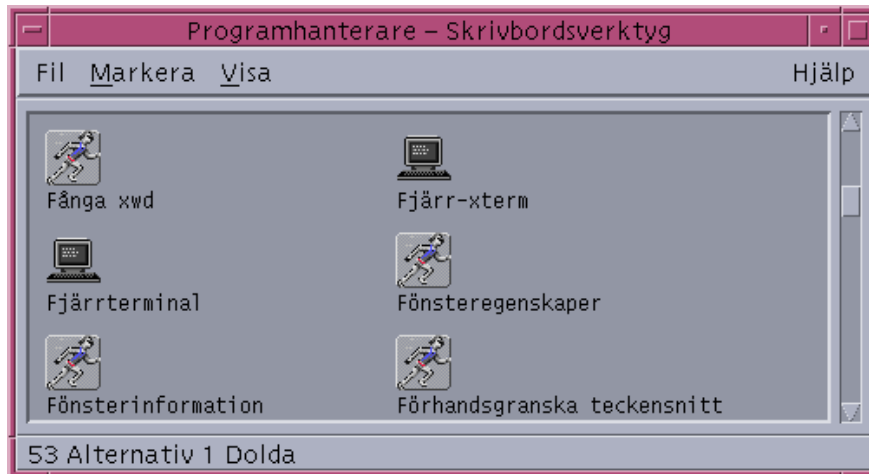 Programhanterare – Skrivbordsverktyg
Fil Markera Visa Hjälp
Fånga xwd Fjärr-xterm
Fjärrterminal Fönsteregenskaper
Fönsterinformation Förhandsgranska teckensnitt
53 Alternativ 1 Dolda